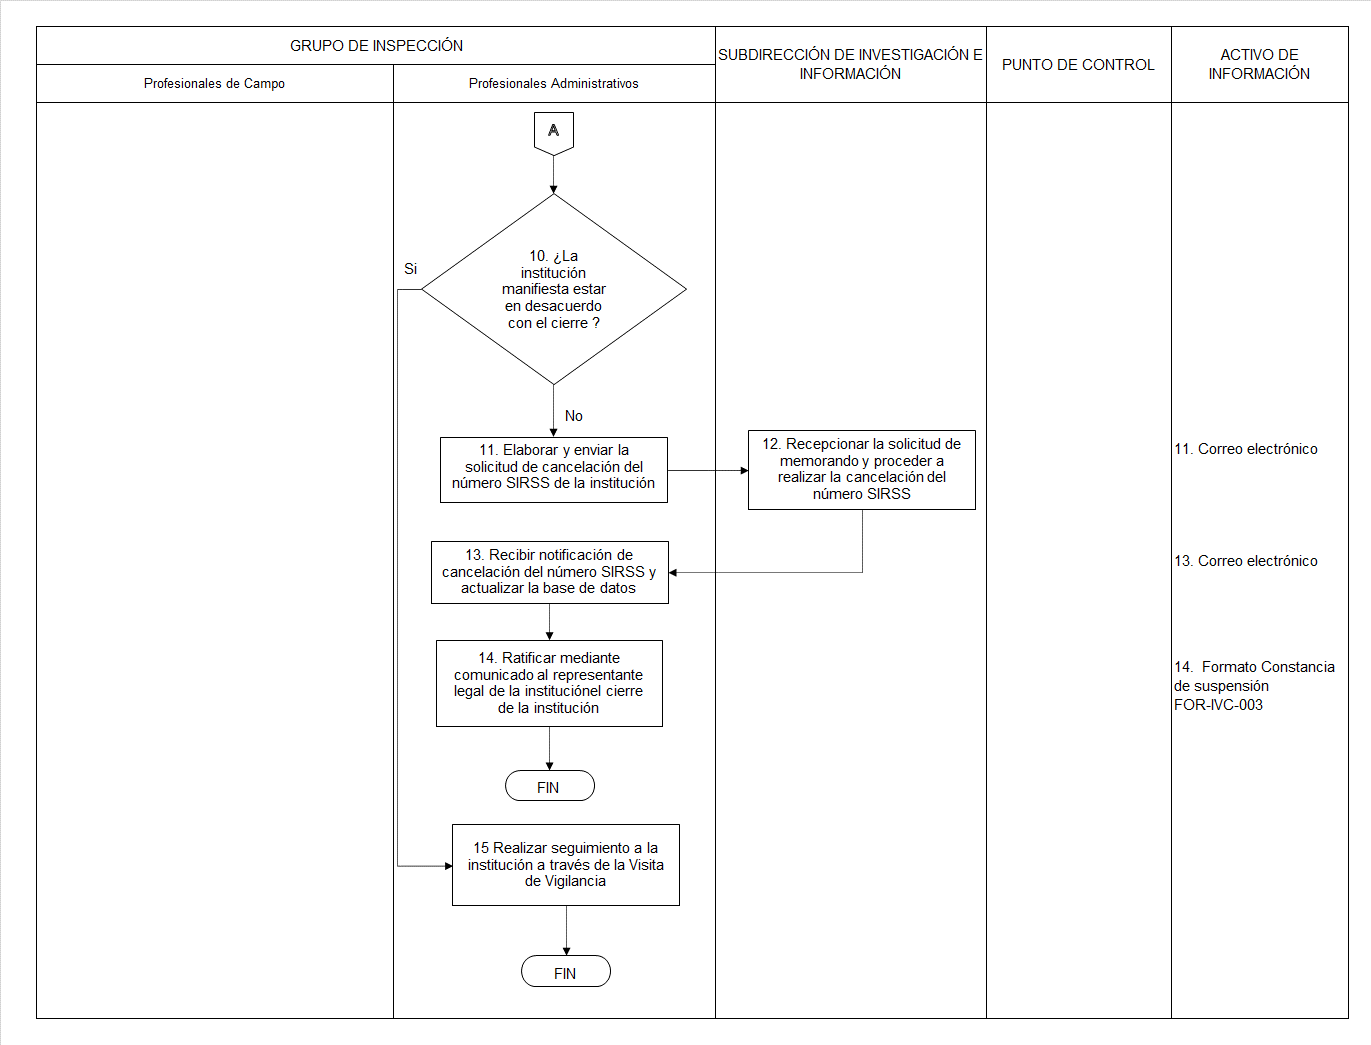 GRUPO DE INSPECCIÓN
Profesionales de Campo
Profesionales Administrativos
SUBDIRECCIÓN DE INVESTIGACIÓN E
INFORMACIÓN
PUNTO DE CONTROL
ACTIVO DE
INFORMACIÓN
A
10. ¿La
institución
manifiesta estar
en desacuerdo
con el cierre ?
Si
No
11. Elaborar y enviar la
solicitud de cancelación del
número SIRSS de la institución
12. Recepcionar la solicitud de
memorando y proceder a
realizar la cancelación del
número SIRSS
11. Correo electrónico
13. Recibir notificación de
cancelación del número SIRSS y
actualizar la base de datos
13. Correo electrónico
14. Ratificar mediante
comunicado al representante
legal de la instituciónel cierre
de la institución
14.  Formato Constancia
de suspensión
FOR-IVC-003
FIN
15 Realizar seguimiento a la
institución a través de la Visita
de Vigilancia
FIN